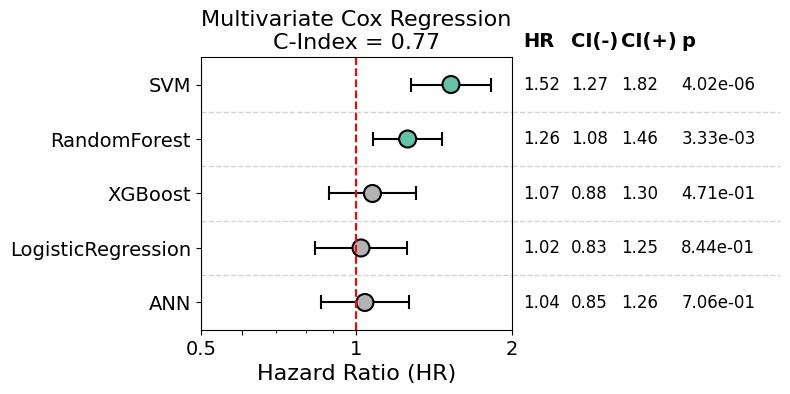 Multivariate Cox Regression
C-Index = 0.77
HR CI(-) CI(+) p
SVM 1.52 1.27 1.82 4.02e-06
RandomForest 1.26 1.08 1.46 3.33e-03
XGBoost 1.07 0.88 1.30 4.71e-01
LogisticRegression 1.02 0.83 1.25 8.44e-01
ANN 1.04 0.85 1.26 7.06e-01
0.5 1 2
Hazard Ratio (HR)